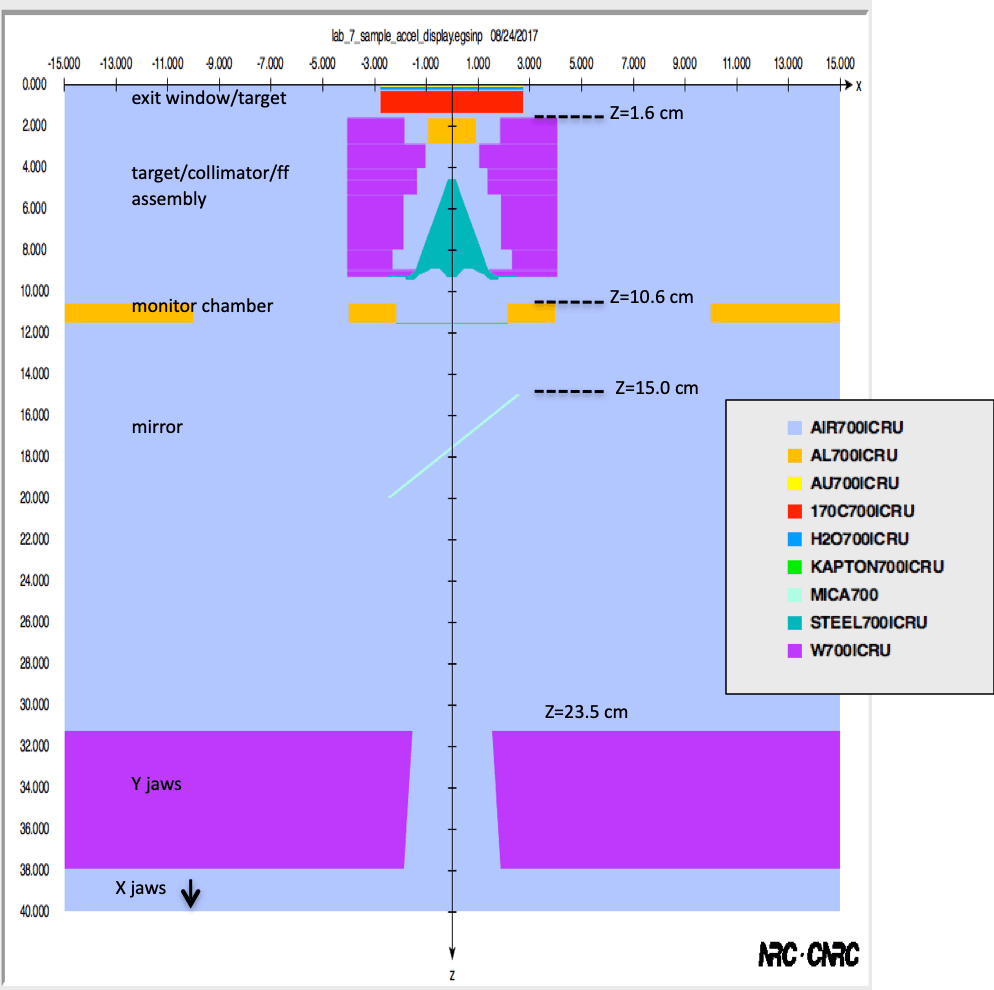 lab_7_sample_accel_display.egsinp 08/24/2017
-15.000 -13.000 -11.000 -9.000 -7.000 -5.000 -3.000 -1.000 1.000 3.000 5.000 7.000 9.000 11.000 13.000 15.000
0.000 x
exit window/target
Z=1.6 cm
2.000
4.000
target/collimator/ff
assembly
6.000
8.000
10.000
Z=10.6 cm
monitor chamber
12.000
14.000
Z=15.0 cm
16.000
mirror
18.000
20.000
22.000
24.000
26.000
28.000
30.000
Z=23.5 cm
32.000
Y jaws
34.000
36.000
38.000
X jaws
40.000
z
AIR700ICRU
AL700ICRU
AU700ICRU
170C700ICRU
H2O700ICRU
KAPTON700ICRU
MICA700
STEEL700ICRU
W700ICRU
NRC·CNRC